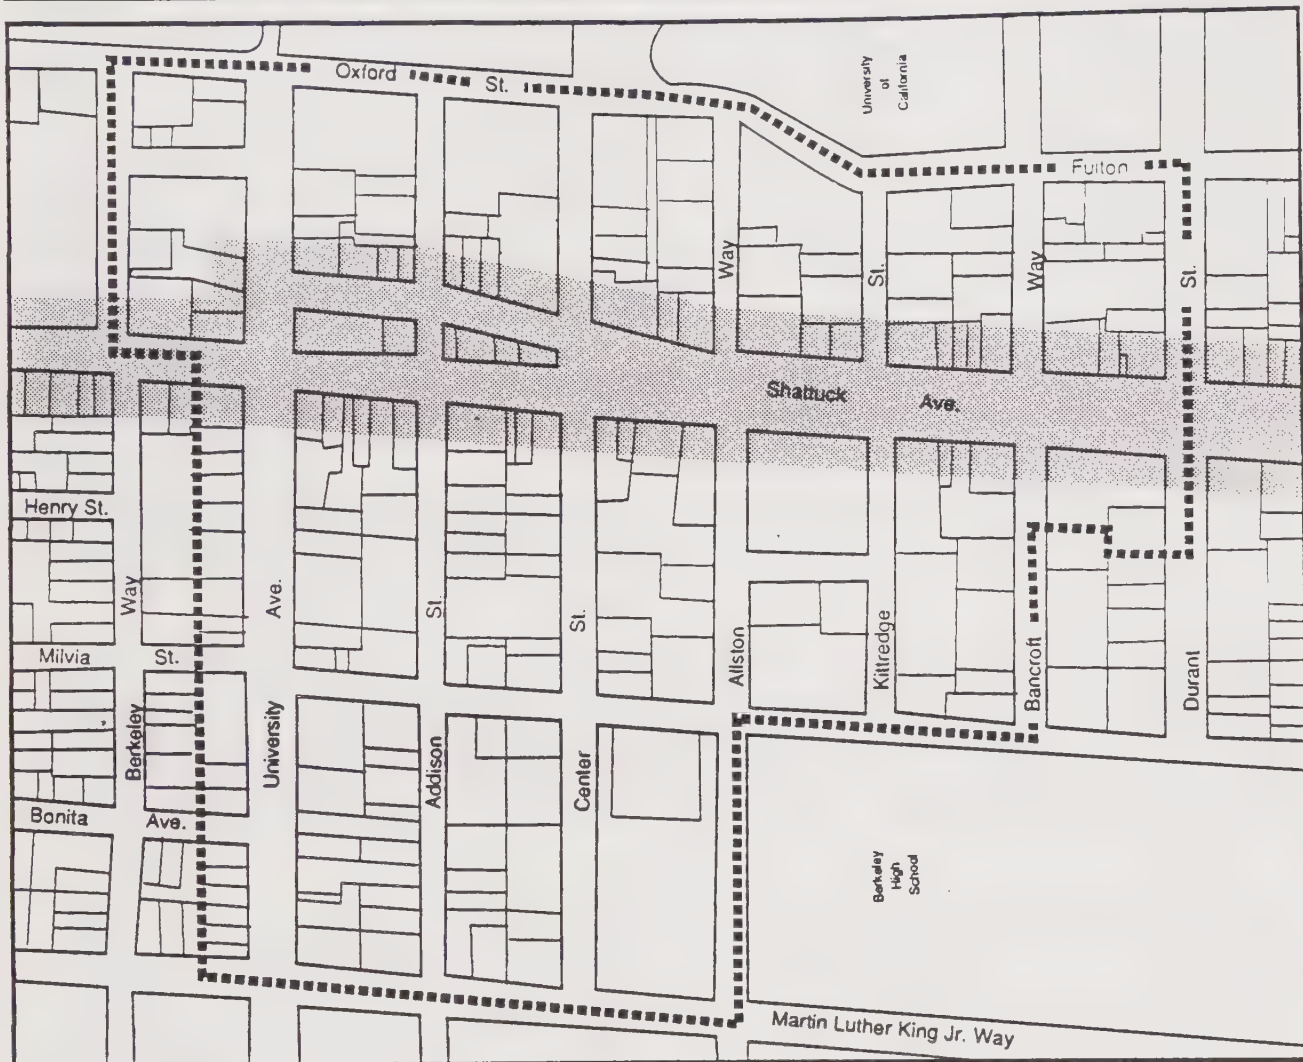 Oxford St.
University
of
California
Fulton
St.
Way
St.
Way
Shattuck Ave.
Henry St.
Way
Ave.
St.
St.
Milvia St.
Allston
Kittredge
Bancroft
Durant
Berkeley
University
Addison
Center
Bonita Ave.
Berkeley
High
School
Martin Luther King Jr. Way